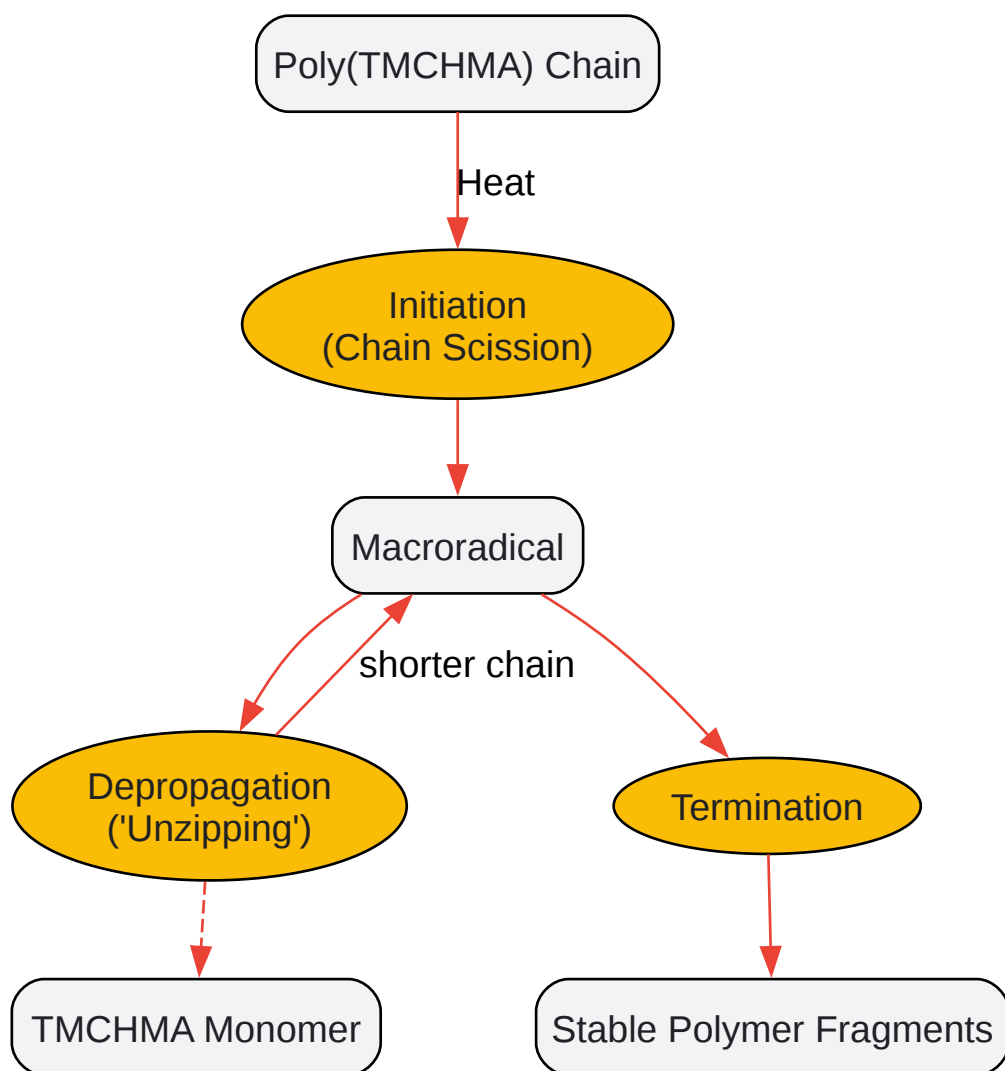 Poly(TMCHMA) Chain
Heat
Initiation
(Chain Scission)
Macroradical
shorter chain
Depropagation
('Unzipping')
Termination
TMCHMA Monomer
Stable Polymer Fragments